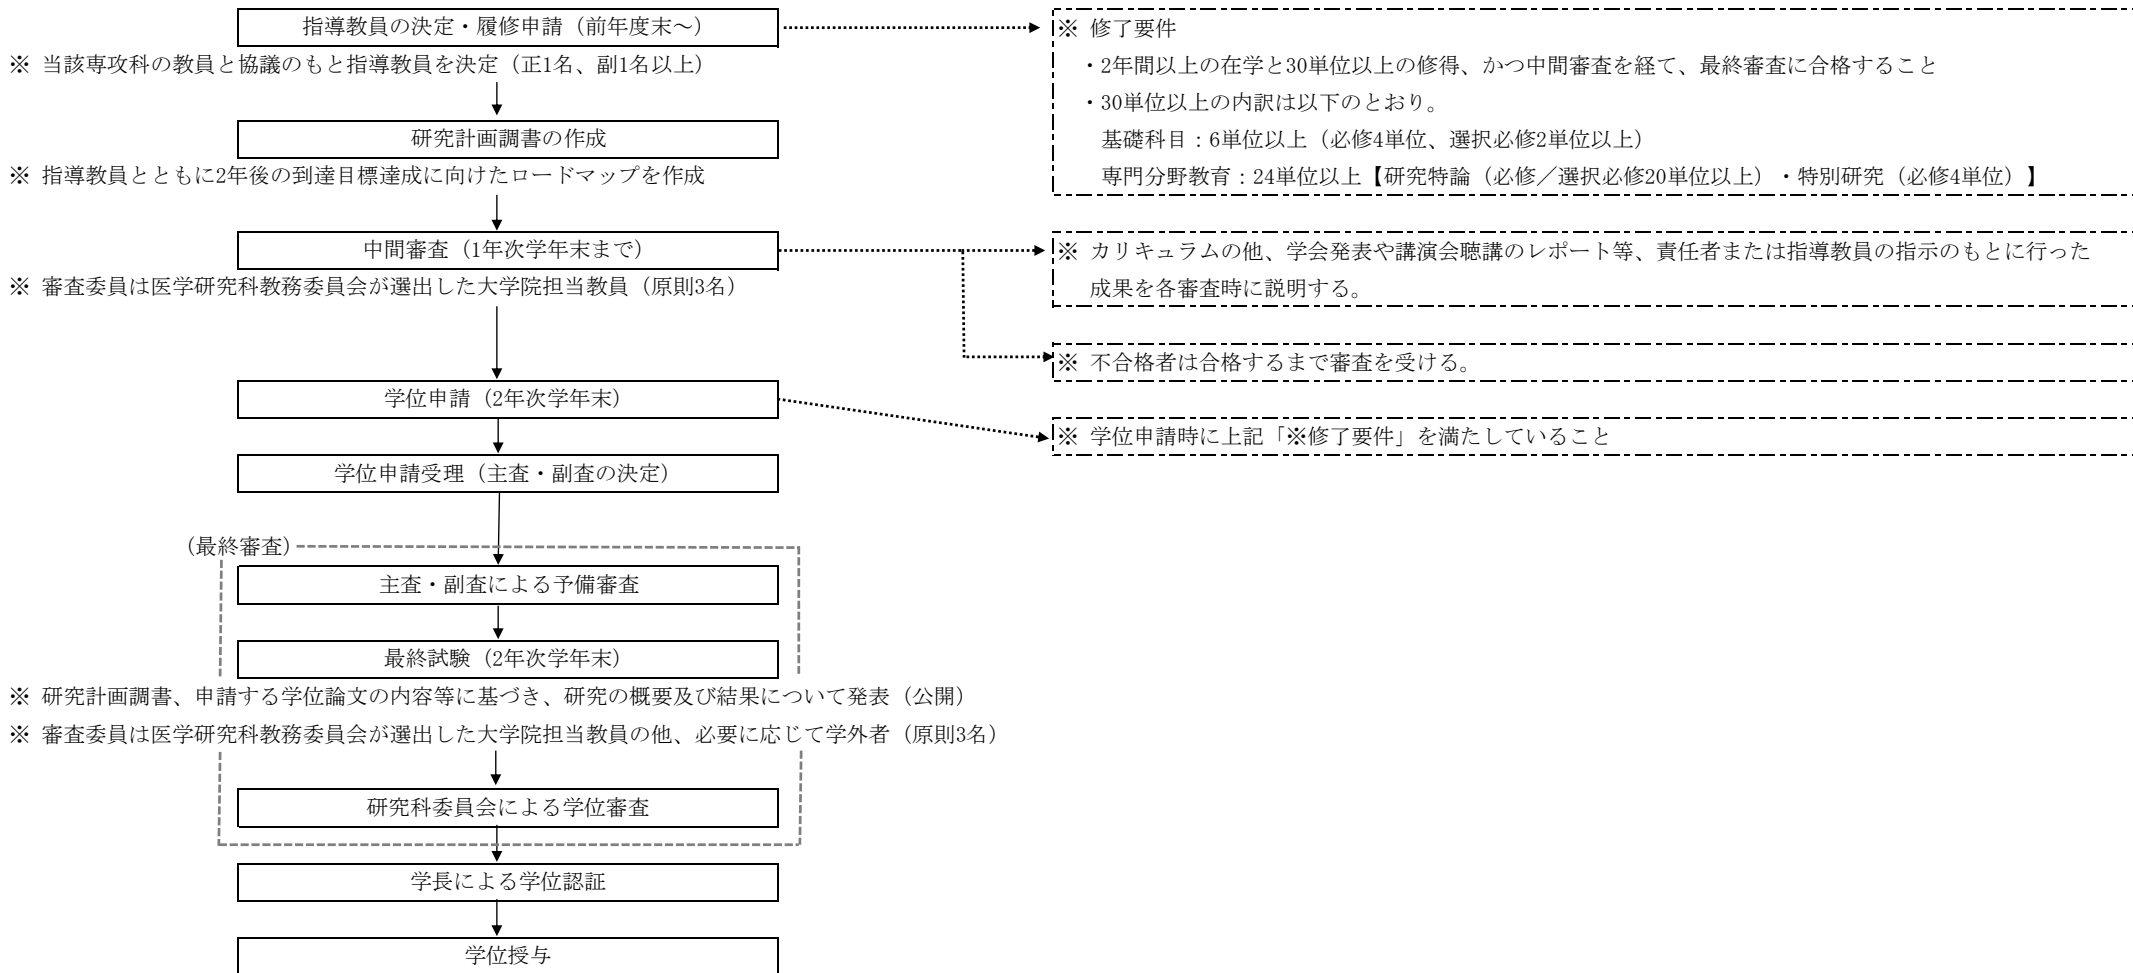 指導教員の決定・履修申請（前年度末～）
※ 修了要件
※ 当該専攻科の教員と協議のもと指導教員を決定（正1名、副1名以上）
・2年間以上の在学と30単位以上の修得、かつ中間審査を経て、最終審査に合格すること
・30単位以上の内訳は以下のとおり。
研究計画調書の作成
基礎科目：6単位以上（必修4単位、選択必修2単位以上）
※ 指導教員とともに2年後の到達目標達成に向けたロードマップを作成
専門分野教育：24単位以上【研究特論（必修／選択必修20単位以上）・特別研究（必修4単位）】
中間審査（1年次学年末まで）
※ カリキュラムの他、学会発表や講演会聴講のレポート等、責任者または指導教員の指示のもとに行った
成果を各審査時に説明する。
※ 審査委員は医学研究科教務委員会が選出した大学院担当教員（原則3名）
※ 不合格者は合格するまで審査を受ける。
学位申請（2年次学年末）
※ 学位申請時に上記「※修了要件」を満たしていること
学位申請受理（主査・副査の決定）
（最終審査）
主査・副査による予備審査
最終試験（2年次学年末）
※ 研究計画調書、申請する学位論文の内容等に基づき、研究の概要及び結果について発表（公開）
※ 審査委員は医学研究科教務委員会が選出した大学院担当教員の他、必要に応じて学外者（原則3名）
研究科委員会による学位審査
学長による学位認証
学位授与